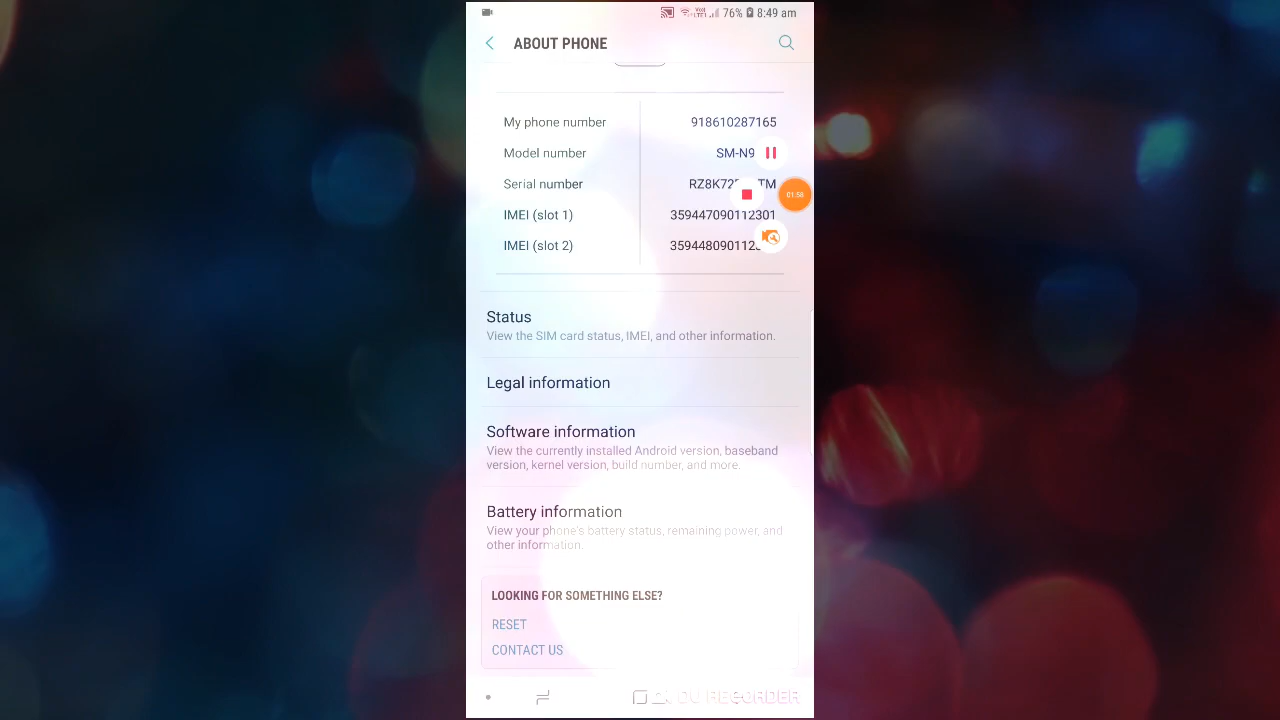 76% 8:49 am
ABOUT PHONE
My phone number 918610287165
Model number SM-N9
Serial number
IMEI (slot 1) 359447090112301
IMEI (slot 2)
01:58
Status
View the SIM card status, IMEI, and other information.
Legal information
Software information
View the currently installed Android version, baseband
version, kernel version, build number, and more.
Battery information
View your phone's battery status, remaining power, and
other information.
LOOKING FOR SOMETHING ELSE?
RESET
CONTACT US
RECORDER